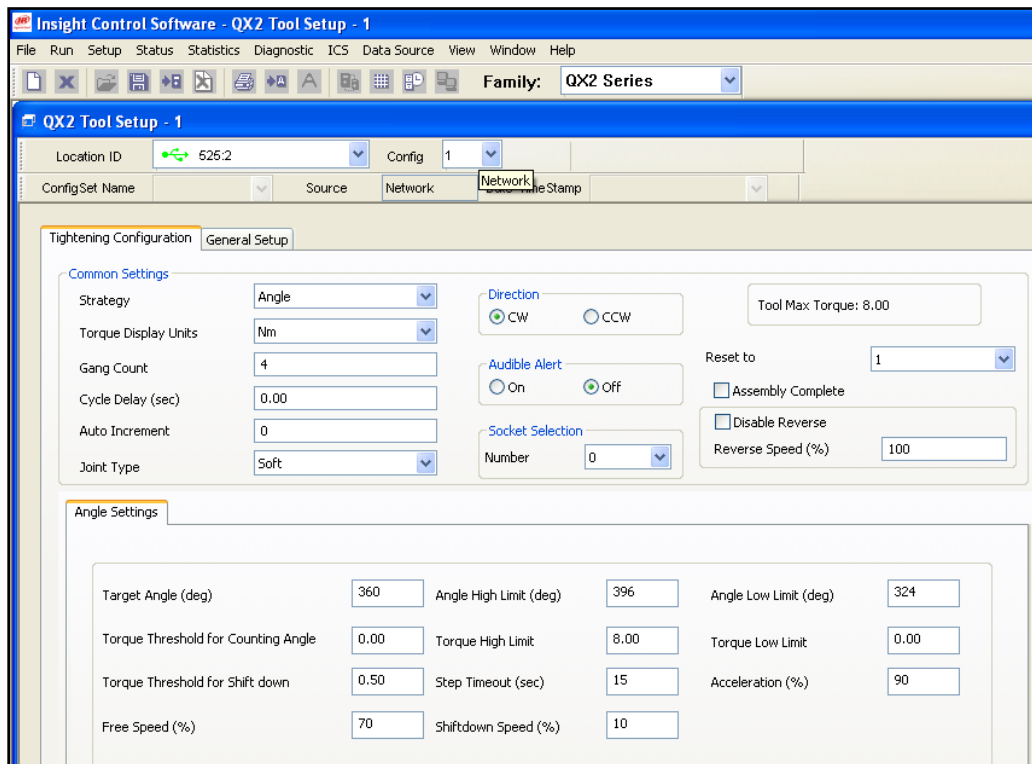 Insight Control Software - QX2 Tool Setup - 1
File Run Setup Status Statistics Diagnostic ICS Data Source View Window Help
Family: QX2 Series
QX2 Tool Setup - 1
Location ID 525:2 Config 1
ConfigSet Name Source Network Network Stamp
Tightening Configuration General Setup
Common Settings
Strategy Angle
Torque Display Units Nm
Gang Count 4
Cycle Delay (sec) 0.00
Auto Increment 0
Joint Type Soft
Direction
CW CCW
Audible Alert
On Off
Socket Selection
Number 0
Tool Max Torque: 8.00
Reset to 1
Assembly Complete
Disable Reverse
Reverse Speed (%) 100
Angle Settings
Target Angle (deg) 360 Angle High Limit (deg) 396 Angle Low Limit (deg) 324
Torque Threshold for Counting Angle 0.00 Torque High Limit 8.00 Torque Low Limit 0.00
Torque Threshold for Shift down 0.50 Step Timeout (sec) 15 Acceleration (%) 90
Free Speed (%) 70 Shiftdown Speed (%) 10